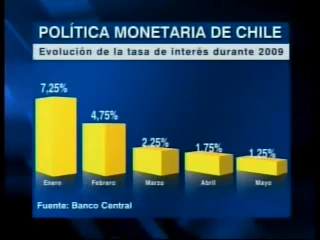 POLÍTICA MONETARIA DE CHILE
Evolución de la tasa de interés durante 2009
7,25%
4,75%
2.25%
1.75%
1.25%
Enero Febrero Marzo Abril Mayo
Fuente: Banco Central